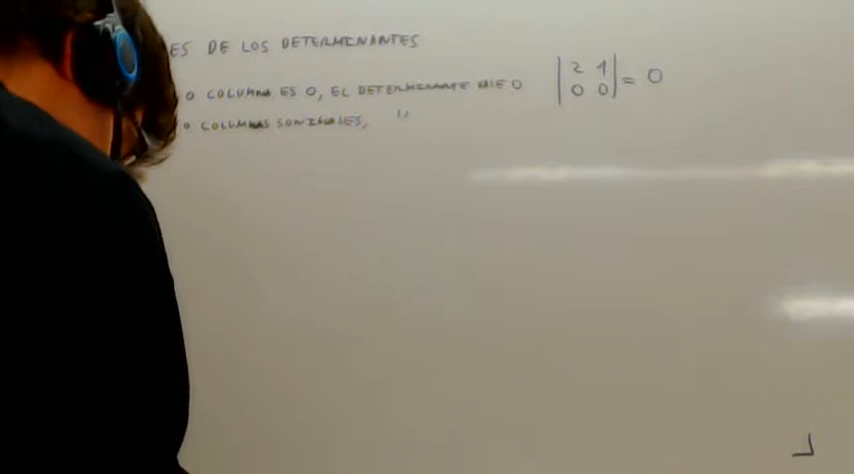 ES DE LOS DETERMINANTES
O COLUMNA ES 0, EL DETERMINANTE VALE 0
| 2 1 |
| 0 0 | = 0
O COLUMNAS SON IGUALES, "